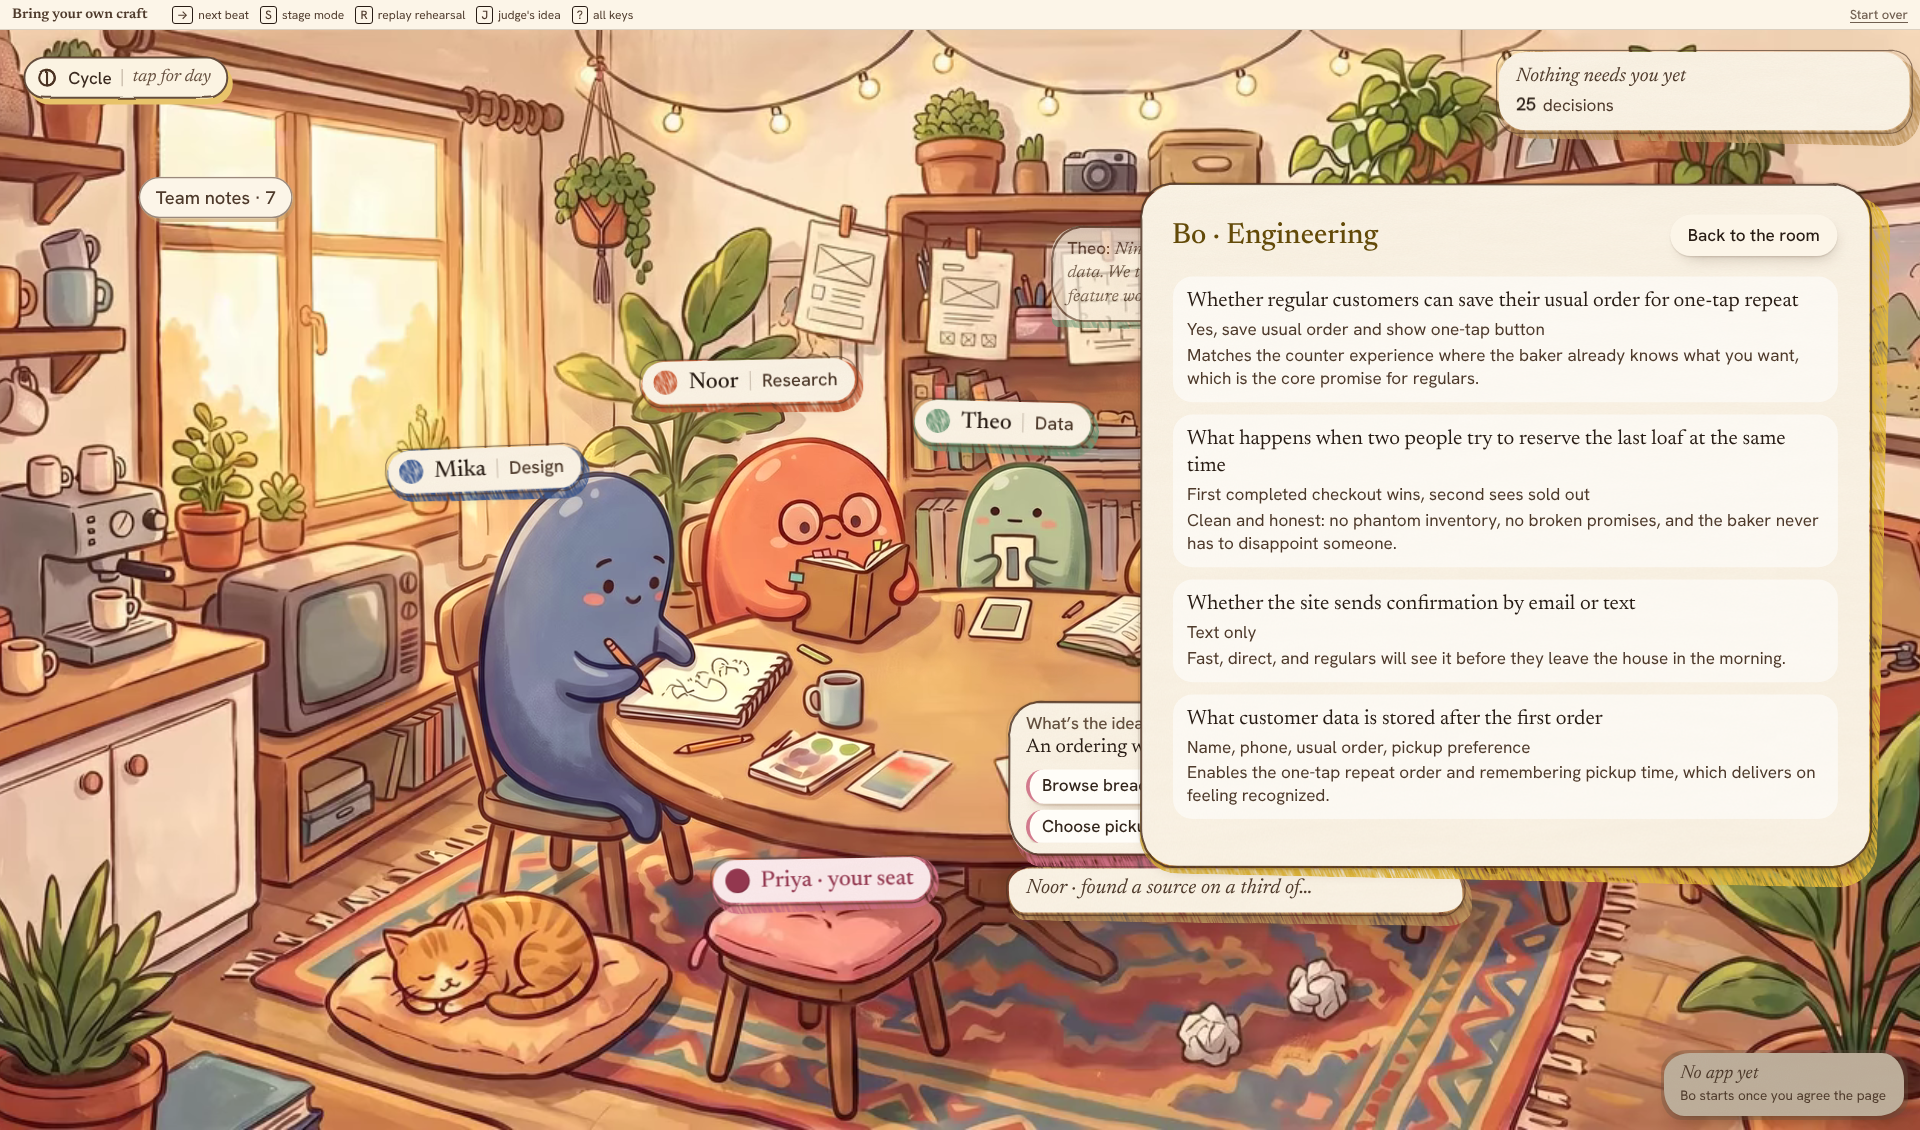 Bring your own craft
→ next beat S stage mode R replay rehearsal J judge's idea ? all keys
Start over
Cycle | tap for day
Nothing needs you yet
25 decisions
Team notes · 7
Bo · Engineering
Back to the room
Theo:
data. We
feature
Whether regular customers can save their usual order for one-tap repeat
Yes, save usual order and show one-tap button
Matches the counter experience where the baker already knows what you want,
which is the core promise for regulars.
Noor | Research
Theo | Data
What happens when two people try to reserve the last loaf at the same
time
First completed checkout wins, second sees sold out
Clean and honest: no phantom inventory, no broken promises, and the baker never
has to disappoint someone.
Mika | Design
Whether the site sends confirmation by email or text
Text only
Fast, direct, and regulars will see it before they leave the house in the morning.
What customer data is stored after the first order
Name, phone, usual order, pickup preference
Enables the one-tap repeat order and remembering pickup time, which delivers on
feeling recognized.
What's the idea
An ordering
Browse
Choose
Priya · your seat
Noor · found a source on a third of...
No app yet
Bo starts once you agree the page